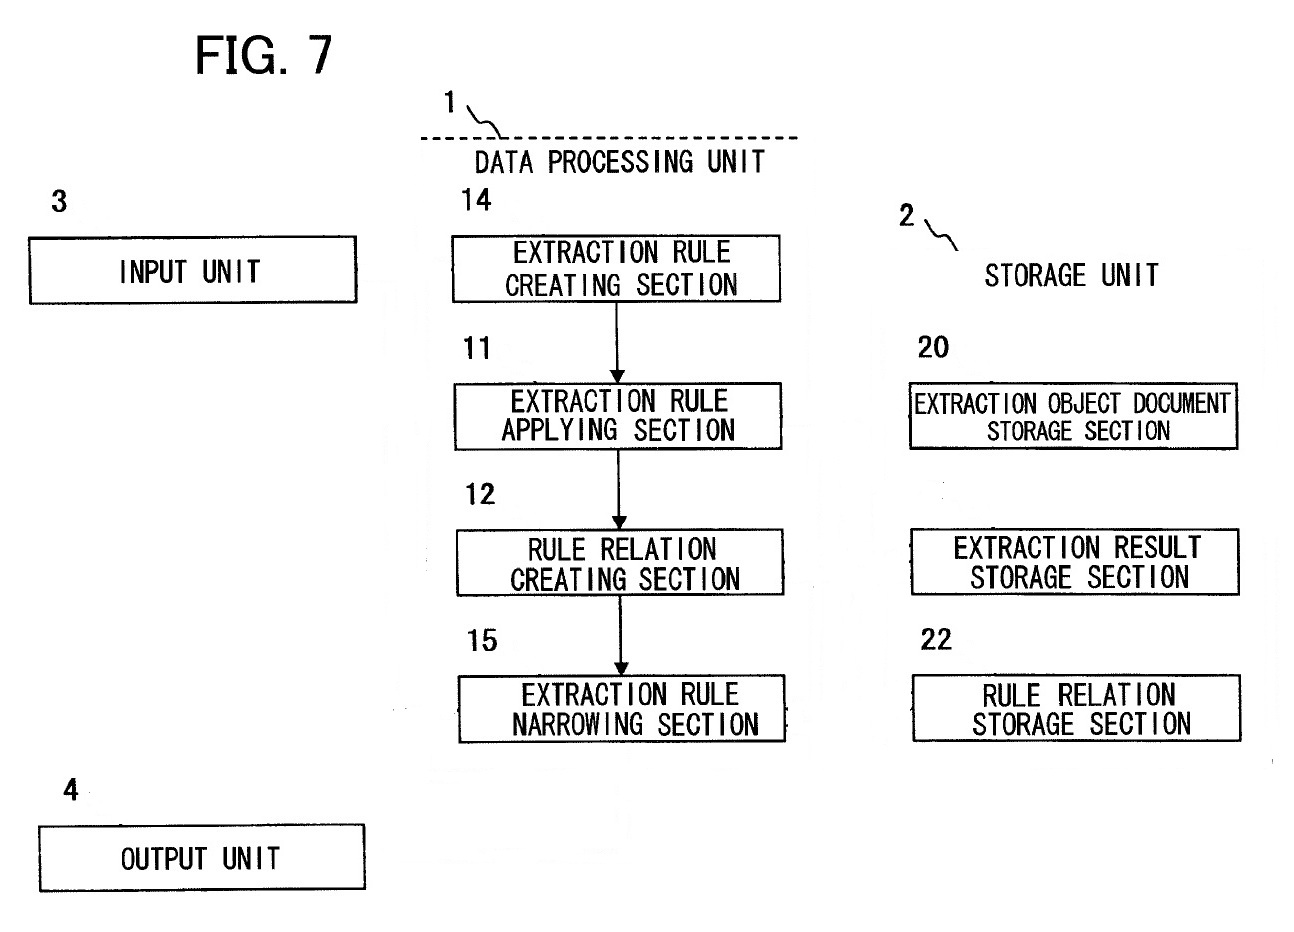 FIG. 7
1
DATA PROCESSING UNIT
3
INPUT UNIT
14
EXTRACTION RULE
CREATING SECTION
11
EXTRACTION RULE
APPLYING SECTION
12
RULE RELATION
CREATING SECTION
15
EXTRACTION RULE
NARROWING SECTION
2
STORAGE UNIT
20
EXTRACTION OBJECT DOCUMENT
STORAGE SECTION
EXTRACTION RESULT
STORAGE SECTION
22
RULE RELATION
STORAGE SECTION
4
OUTPUT UNIT